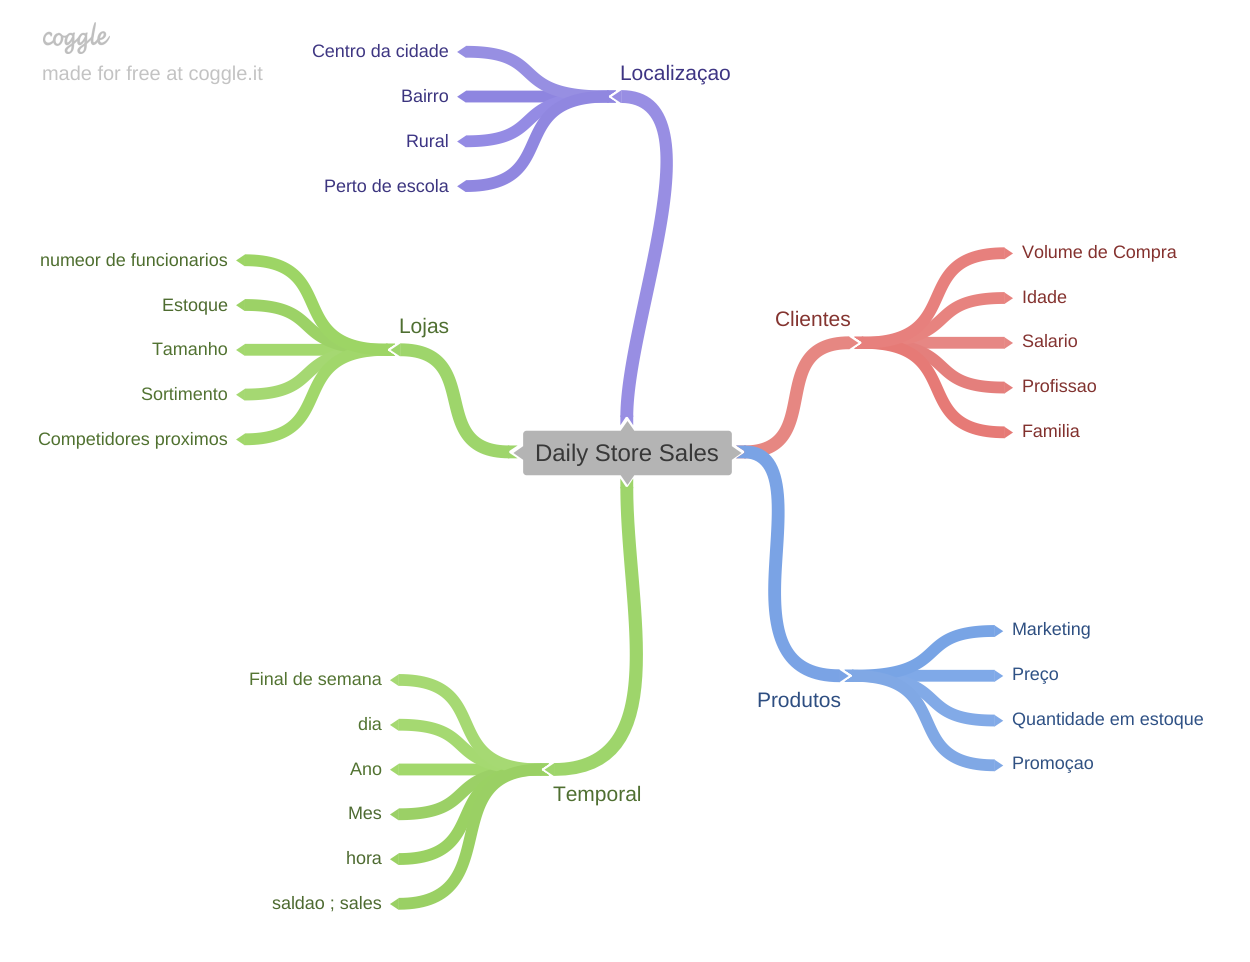 coggle
made for free at coggle.it
Localizaçao
Centro da cidade
Bairro
Rural
Perto de escola
Lojas
numeor de funcionarios
Estoque
Tamanho
Sortimento
Competidores proximos
Clientes
Volume de Compra
Idade
Salario
Profissao
Familia
Daily Store Sales
Produtos
Marketing
Preço
Quantidade em estoque
Promoçao
Temporal
Final de semana
dia
Ano
Mes
hora
saldao ; sales